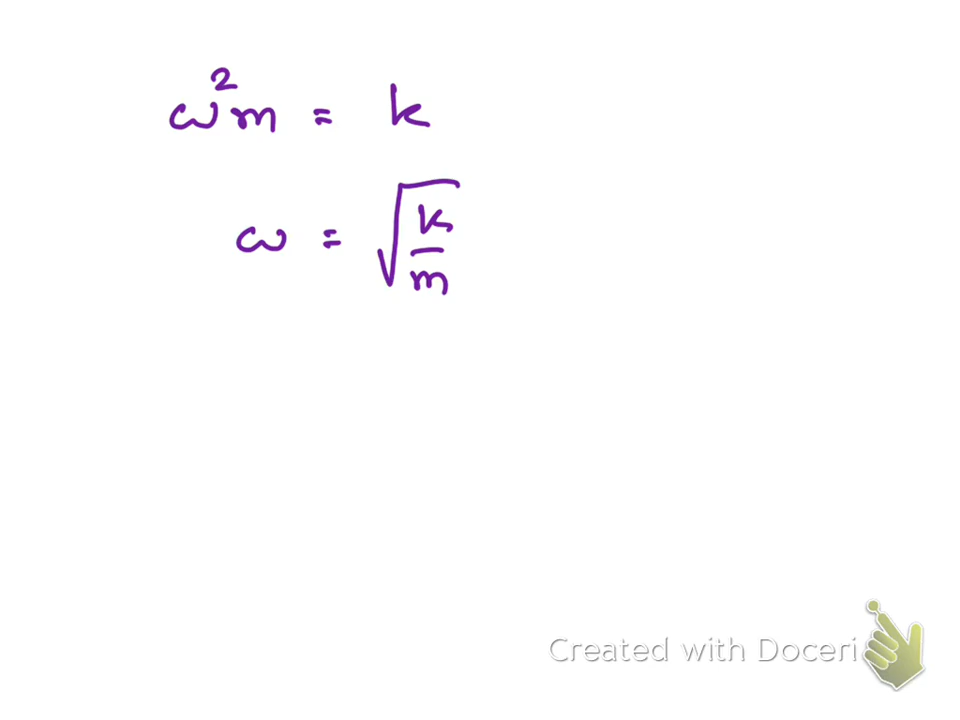 ω²m = k
ω = √(k/m)
Created with Doceri